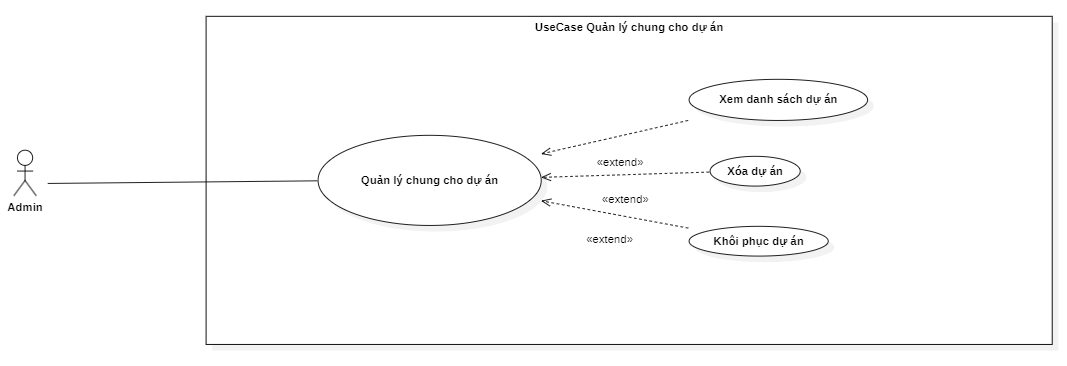 UseCase Quản lý chung cho dự án
Xem danh sách dự án
«extend»
Xóa dự án
Quản lý chung cho dự án
«extend»
Admin
«extend»
Khôi phục dự án